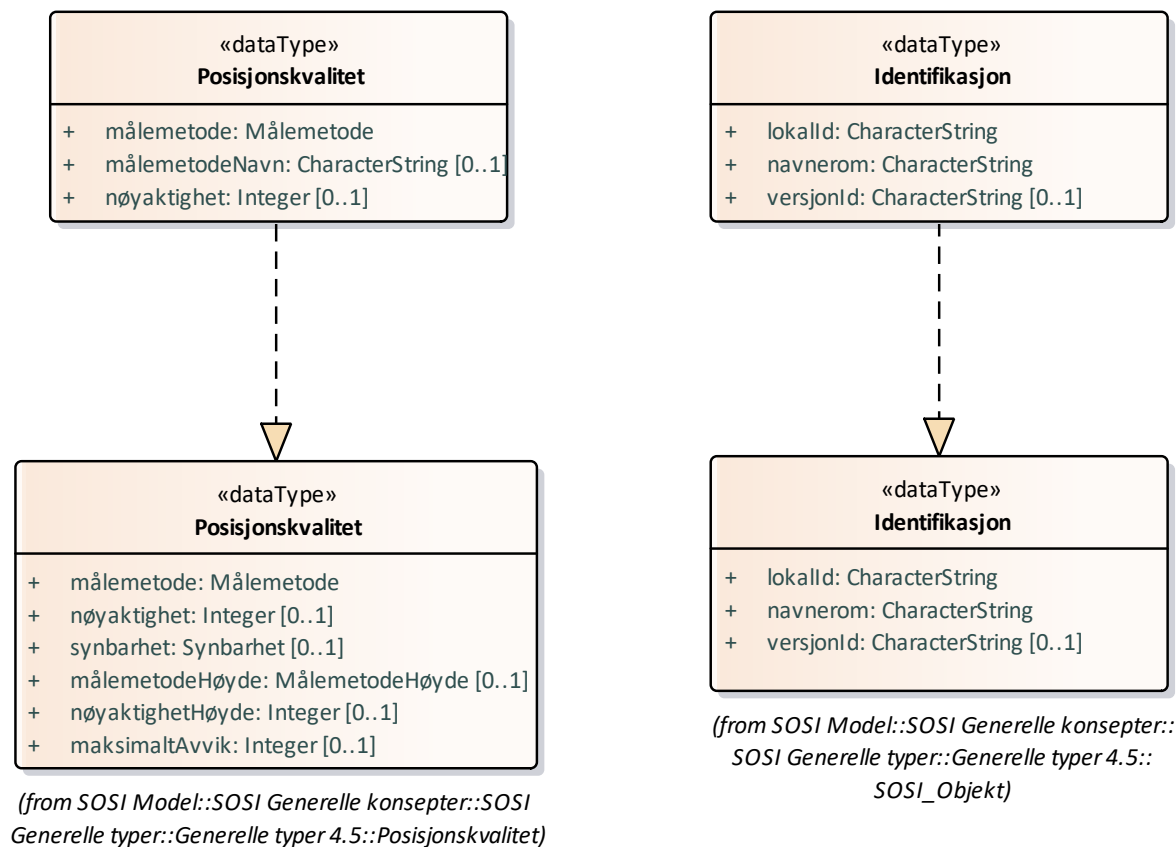 «dataType»
Posisjonskvalitet
+ målemetode: Målemetode
+ målemetodeNavn: CharacterString [0..1]
+ nøyaktighet: Integer [0..1]
«dataType»
Identifikasjon
+ lokalId: CharacterString
+ navnerom: CharacterString
+ versjonId: CharacterString [0..1]
«dataType»
Posisjonskvalitet
+ målemetode: Målemetode
+ nøyaktighet: Integer [0..1]
+ synbarhet: Synbarhet [0..1]
+ målemetodeHøyde: MålemetodeHøyde [0..1]
+ nøyaktighetHøyde: Integer [0..1]
+ maksimaltAvvik: Integer [0..1]
(from SOSI Model::SOSI Generelle konsepter::SOSI
Generelle typer::Generelle typer 4.5::Posisjonskvalitet)
«dataType»
Identifikasjon
+ lokalId: CharacterString
+ navnerom: CharacterString
+ versjonId: CharacterString [0..1]
(from SOSI Model::SOSI Generelle konsepter::
SOSI Generelle typer::Generelle typer 4.5::
SOSI_Objekt)